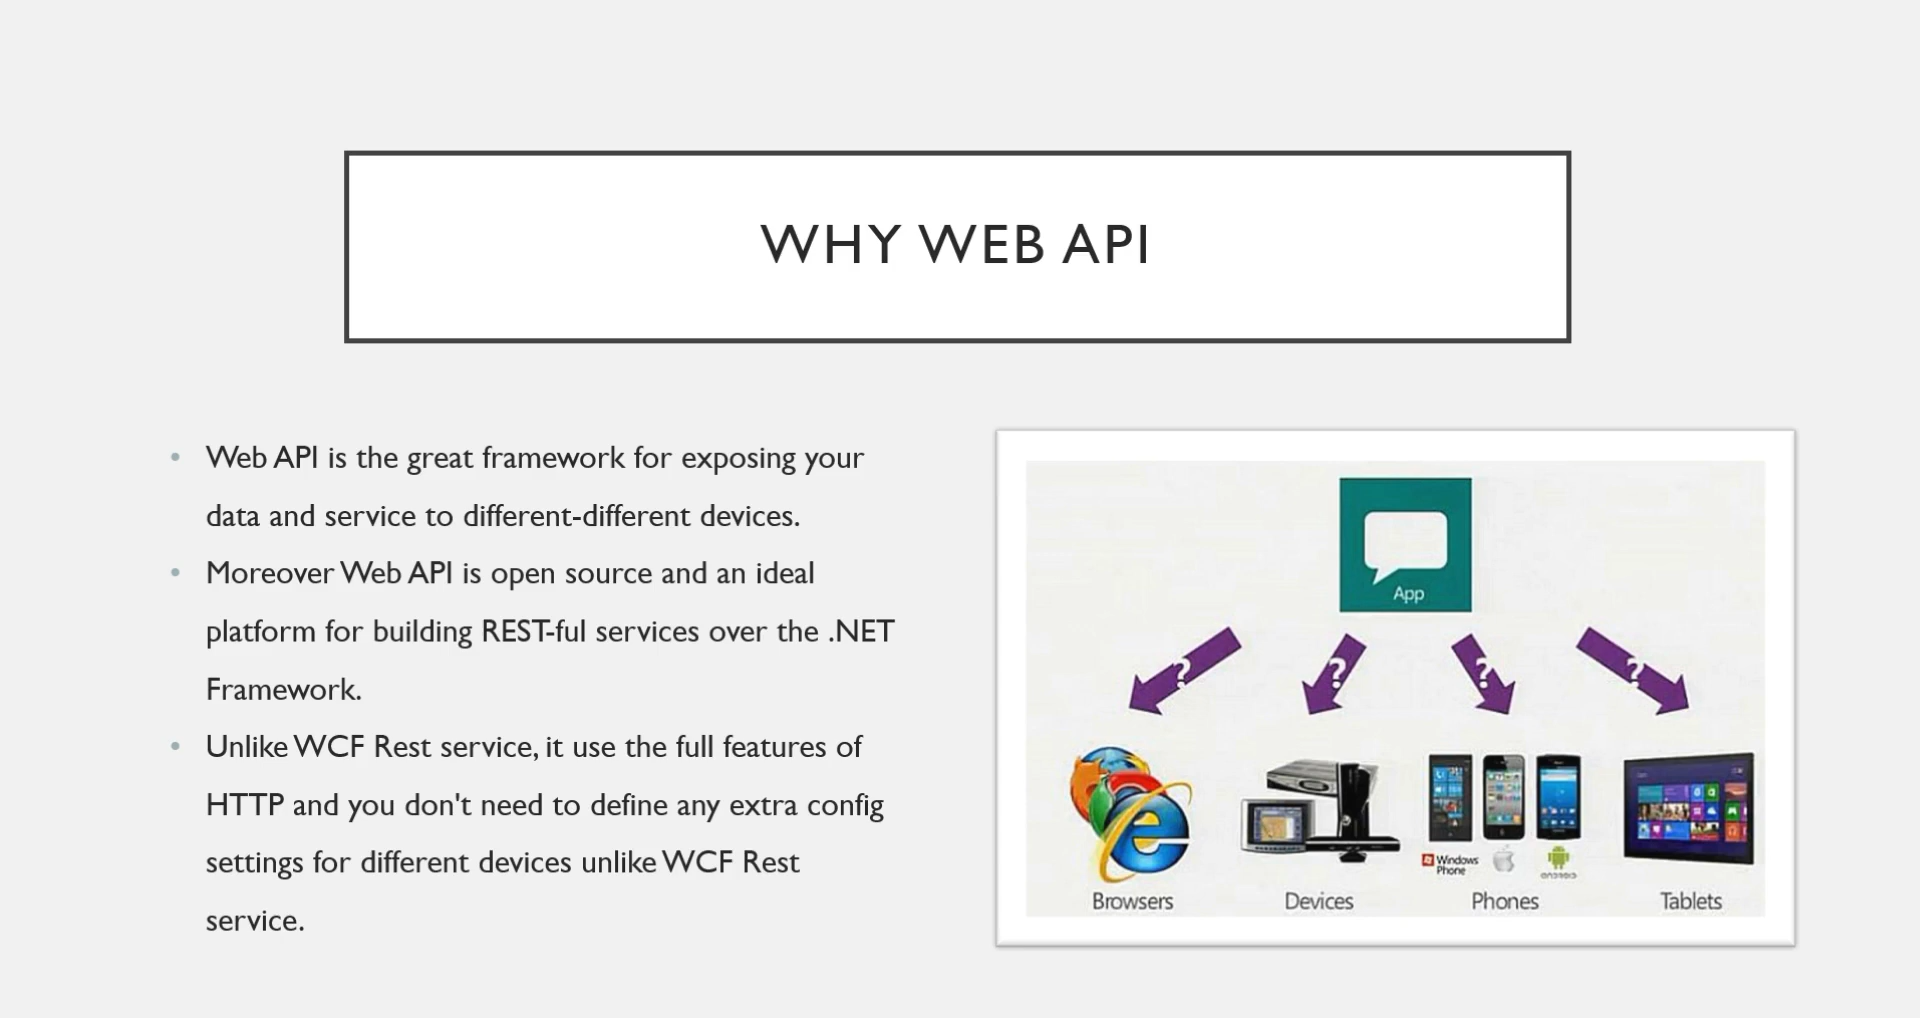 WHY WEB API
• Web API is the great framework for exposing your
data and service to different-different devices.
• Moreover Web API is open source and an ideal
platform for building REST-ful services over the .NET
Framework.
• Unlike WCF Rest service, it use the full features of
HTTP and you don't need to define any extra config
settings for different devices unlike WCF Rest
service.
App
? ? ? ?
Windows
Phone
ANDROID
Browsers Devices Phones Tablets